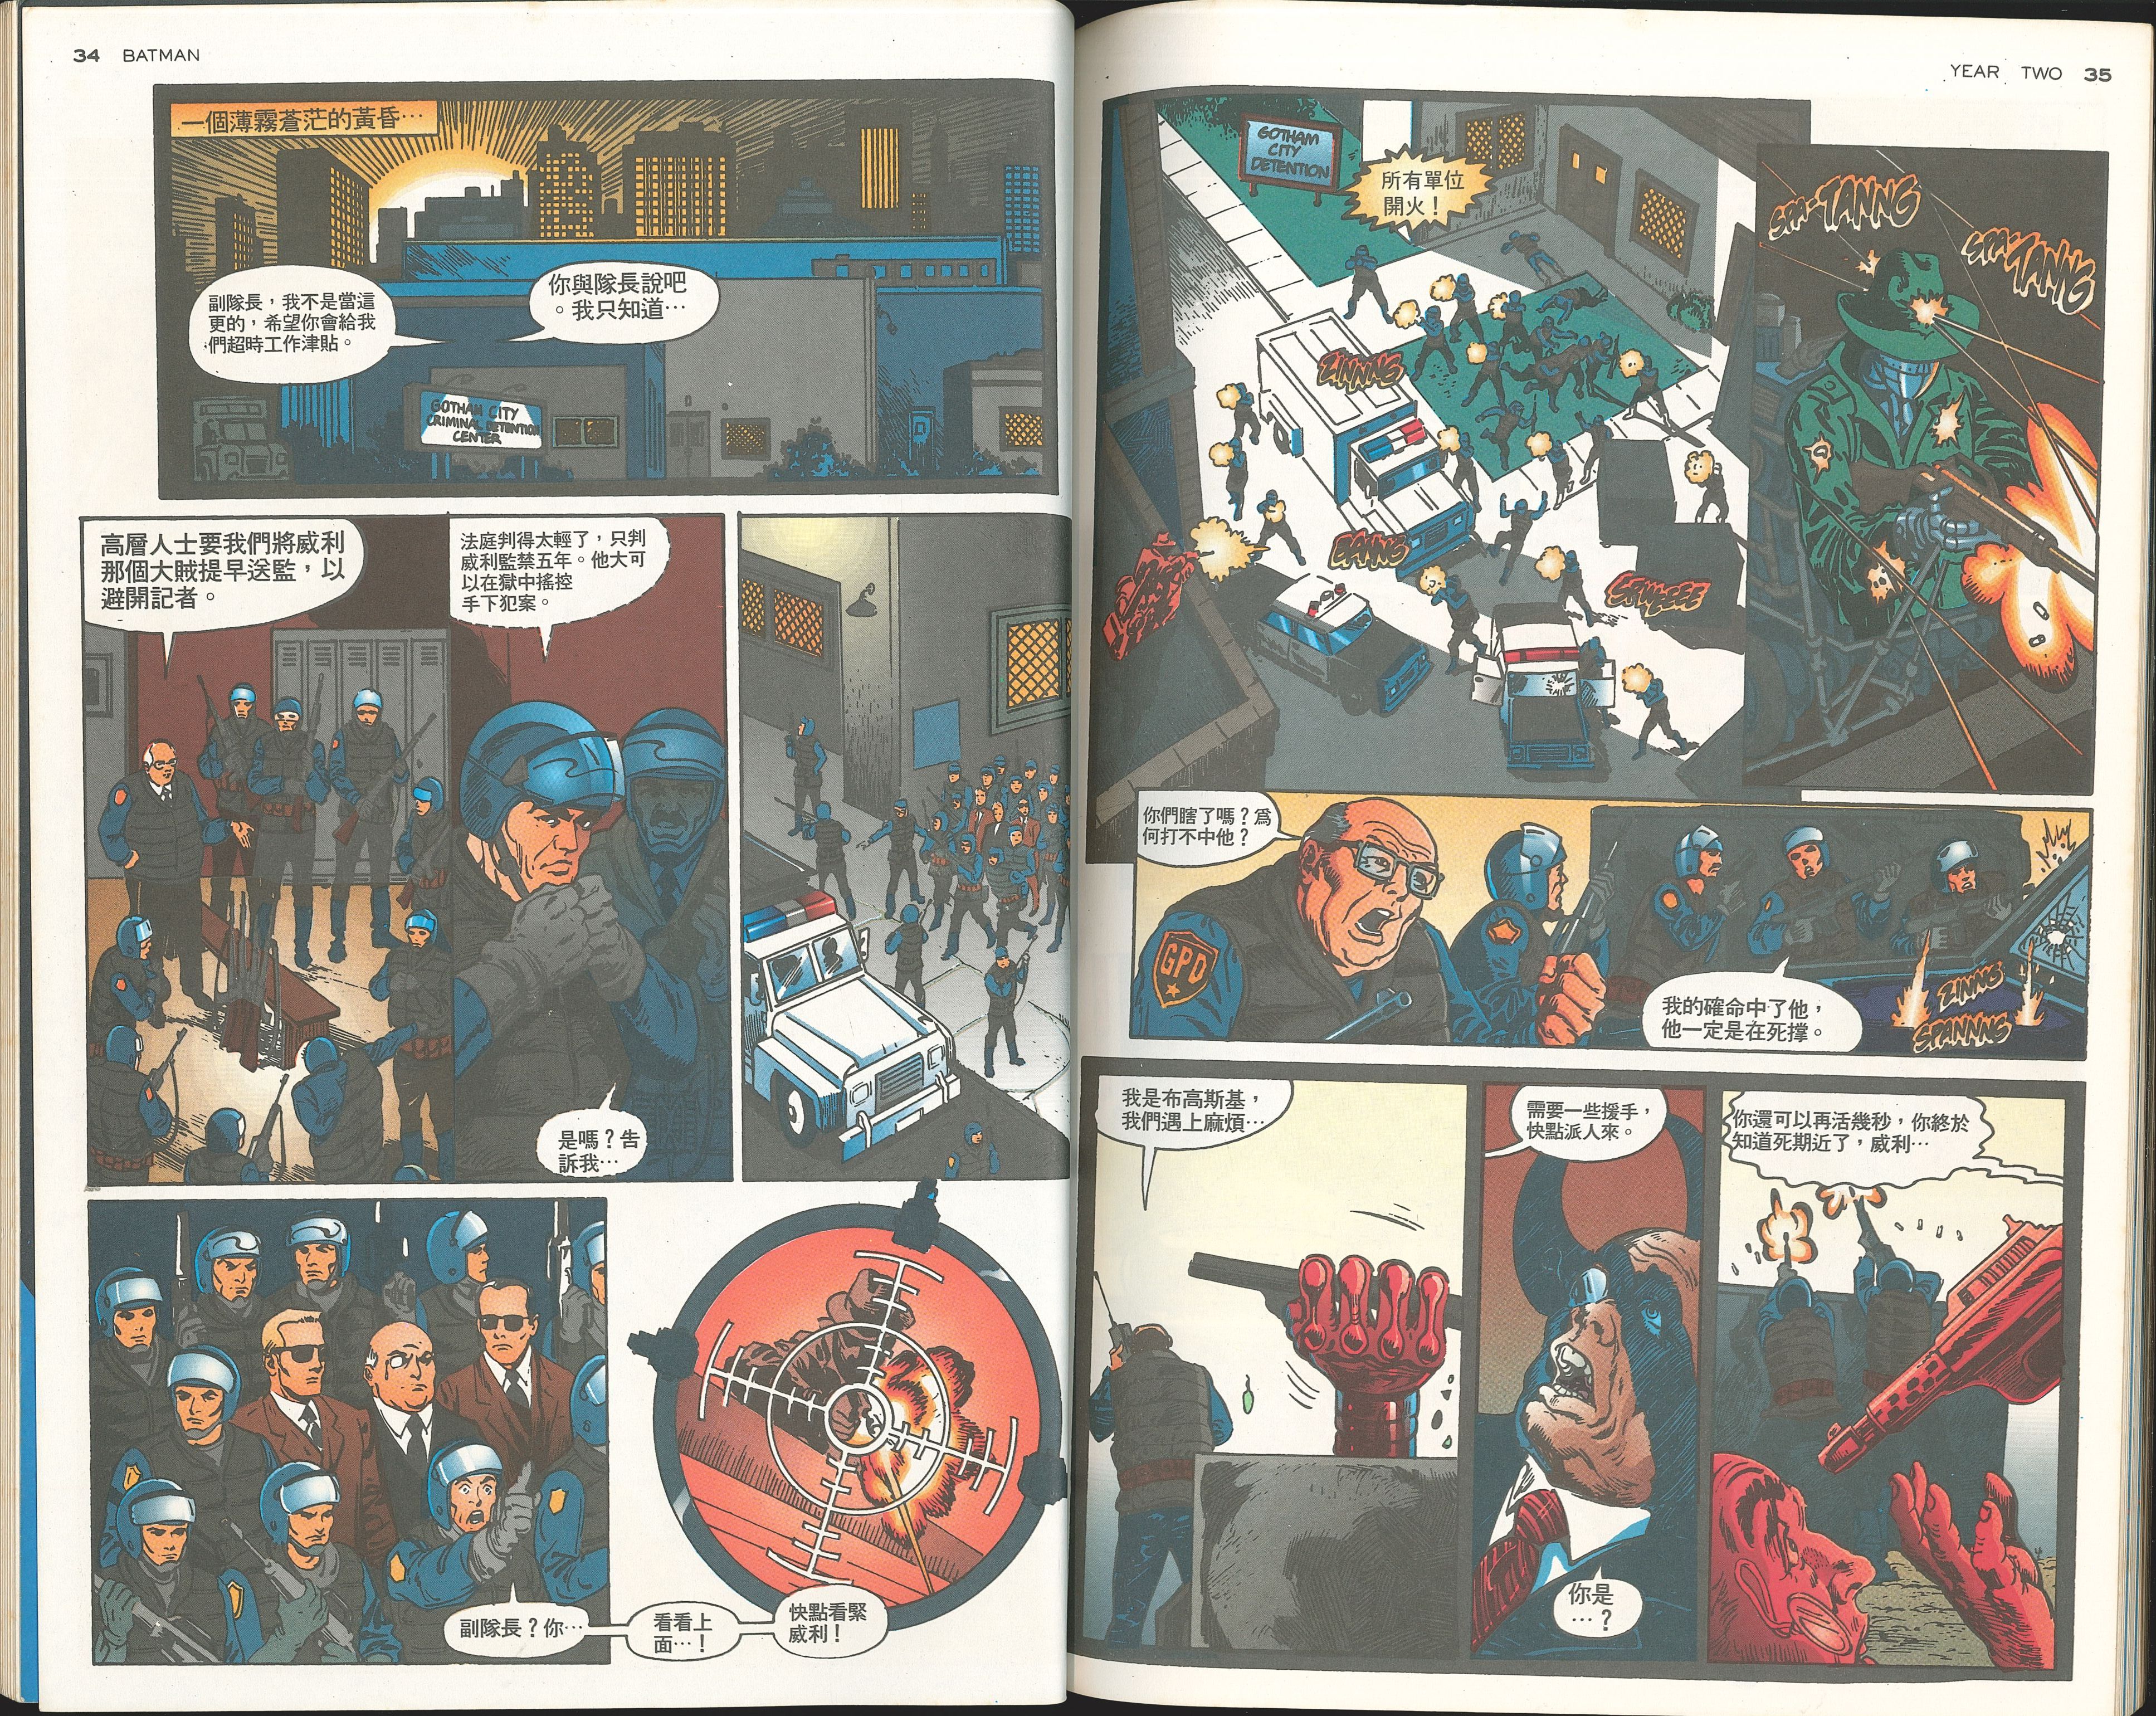 34 BATMAN
一個薄霧蒼茫的黃昏…
副隊長，我不是當這
更的，希望你會給我
們超時工作津貼。
你與隊長說吧
。我只知道…
GOTHAM CITY
CRIMINAL DETENTION
CENTER
高層人士要我們將威利
那個大賊提早送監，以
避開記者。
法庭判得太輕了，只判
威利監禁五年。他大可
以在獄中搖控
手下犯案。
是嗎？告
訴我…
副隊長？你…
看看上
面…！
快點看緊
威利！
YEAR TWO 35
GOTHAM
CITY
DETENTION
所有單位
開火！
ZINNNG
BANNG
SPWEEEE
SPA-TANNG
SPA-TANNG
你們瞎了嗎？爲
何打不中他？
GPD
我的確命中了他，
他一定是在死撐。
ZINNG
SPANNNG
我是布高斯基，
我們遇上麻煩…
需要一些援手，
快點派人來。
你是
…？
你還可以再活幾秒，你終於
知道死期近了，威利…